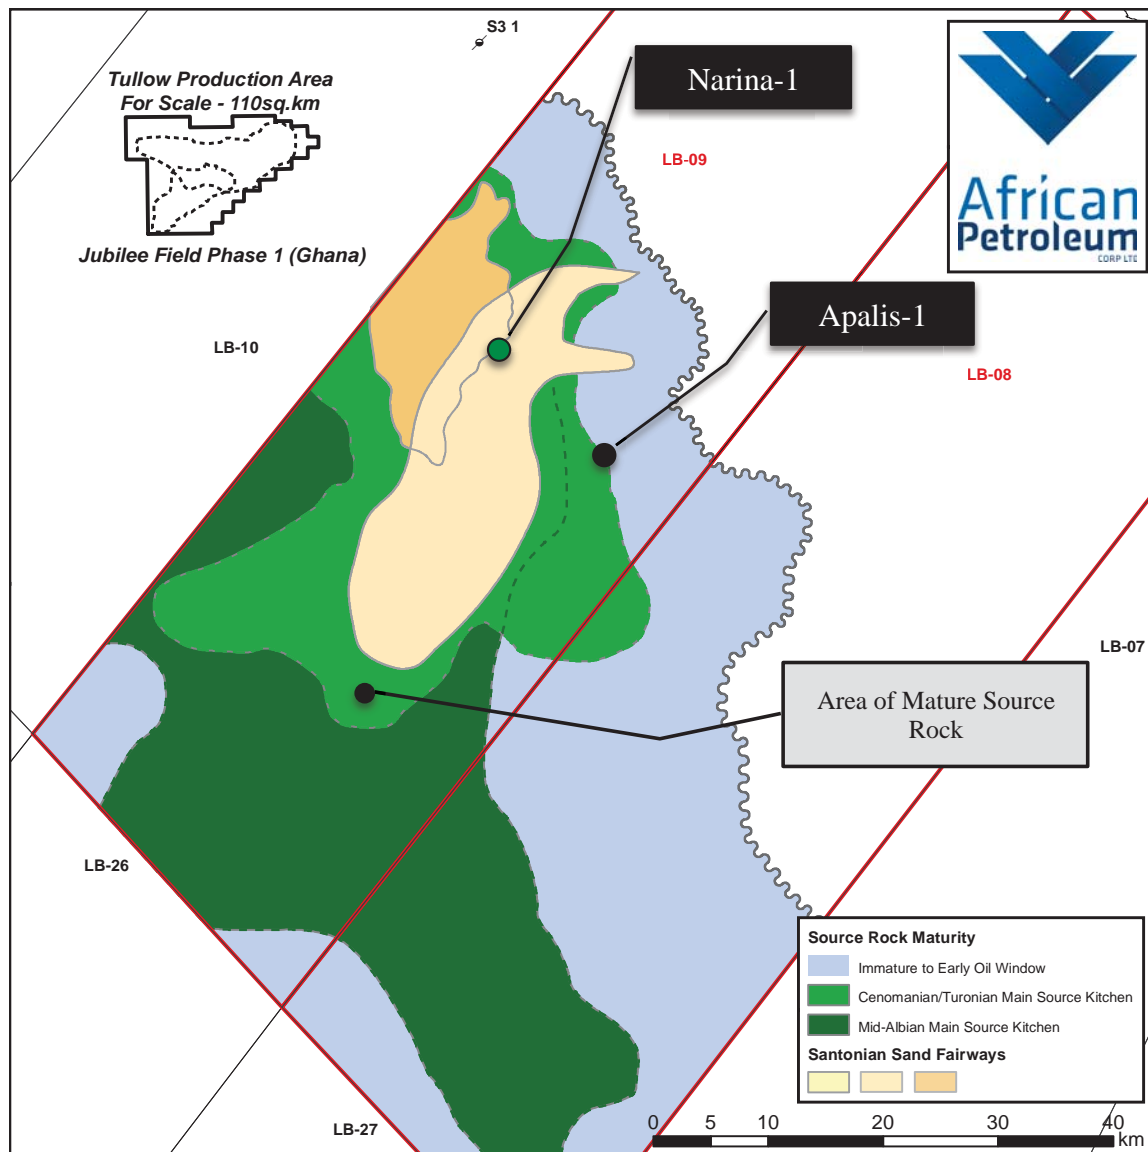 S3 1
Tullow Production Area
For Scale - 110sq.km
Jubilee Field Phase 1 (Ghana)
Narina-1
LB-09
African
Petroleum
CORP LTD
Apalis-1
LB-10
LB-08
LB-07
Area of Mature Source
Rock
LB-26
LB-27
Source Rock Maturity
Immature to Early Oil Window
Cenomanian/Turonian Main Source Kitchen
Mid-Albian Main Source Kitchen
Santonian Sand Fairways
0 5 10 20 30 40
km